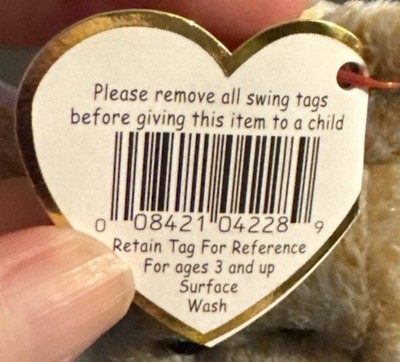 Please remove all swing tags
before giving this item to a child
0 08421 04228 9
Retain Tag For Reference
For ages 3 and up
Surface
Wash